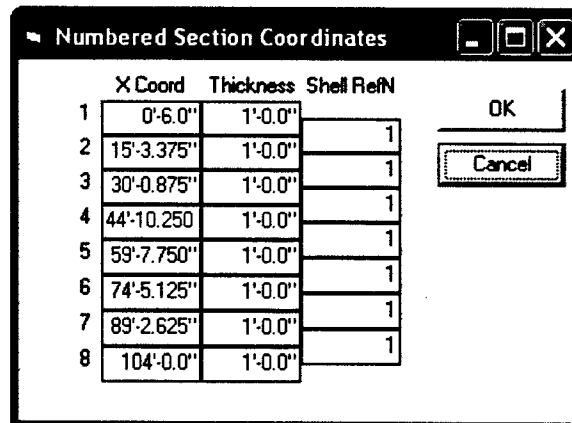 Numbered Section Coordinates
X Coord Thickness Shell RefN
OK
Cancel
1 0'-6.0" 1'-0.0"
1
2 15'-3.375" 1'-0.0"
1
3 30'-0.875" 1'-0.0"
1
4 44'-10.250 1'-0.0"
1
5 59'-7.750" 1'-0.0"
1
6 74'-5.125" 1'-0.0"
1
7 89'-2.625" 1'-0.0"
1
8 104'-0.0" 1'-0.0"